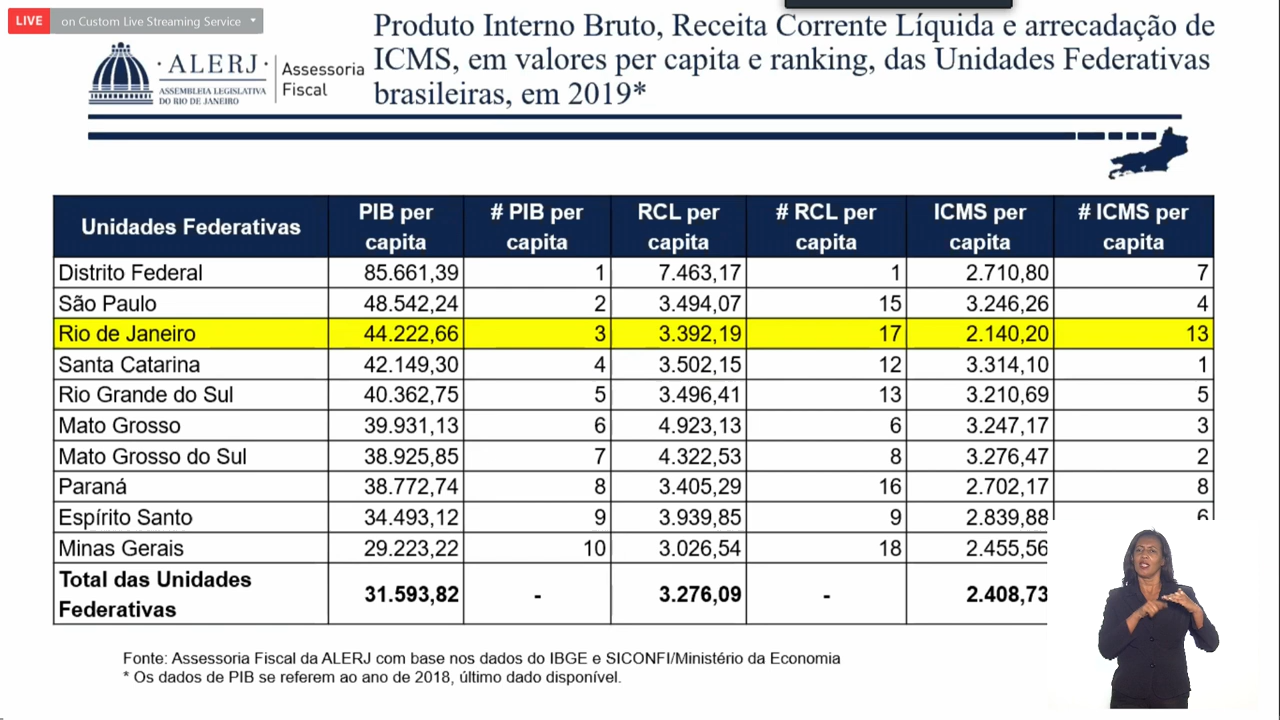 LIVE on Custom Live Streaming Service
Produto Interno Bruto, Receita Corrente Líquida e arrecadação de
ICMS, em valores per capita e ranking, das Unidades Federativas
brasileiras, em 2019*
· ALERJ ·
ASSEMBLEIA LEGISLATIVA
DO RIO DE JANEIRO
Assessoria
Fiscal
Unidades Federativas PIB per capita # PIB per capita RCL per capita # RCL per capita ICMS per capita # ICMS per capita
Distrito Federal 85.661,39 1 7.463,17 1 2.710,80 7
São Paulo 48.542,24 2 3.494,07 15 3.246,26 4
Rio de Janeiro 44.222,66 3 3.392,19 17 2.140,20 13
Santa Catarina 42.149,30 4 3.502,15 12 3.314,10 1
Rio Grande do Sul 40.362,75 5 3.496,41 13 3.210,69 5
Mato Grosso 39.931,13 6 4.923,13 6 3.247,17 3
Mato Grosso do Sul 38.925,85 7 4.322,53 8 3.276,47 2
Paraná 38.772,74 8 3.405,29 16 2.702,17 8
Espírito Santo 34.493,12 9 3.939,85 9 2.839,88 6
Minas Gerais 29.223,22 10 3.026,54 18 2.455,56
Total das Unidades
Federativas 31.593,82 - 3.276,09 - 2.408,73
Fonte: Assessoria Fiscal da ALERJ com base nos dados do IBGE e SICONFI/Ministério da Economia
* Os dados de PIB se referem ao ano de 2018, último dado disponível.